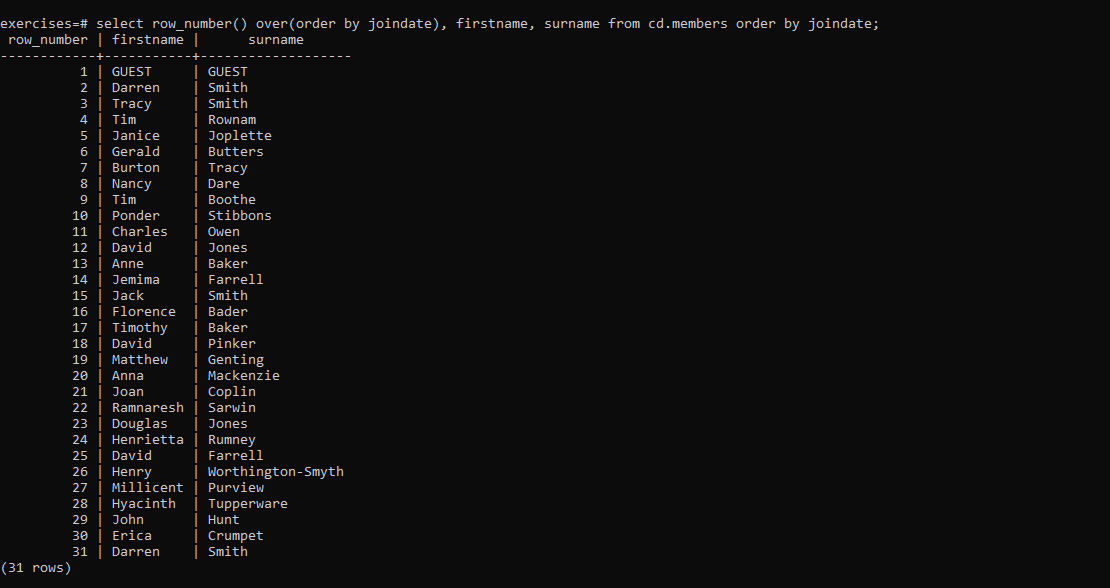 exercises=# select row_number() over(order by joindate), firstname, surname from cd.members order by joindate;
 row_number | firstname |      surname
------------+-----------+-------------------
          1 | GUEST     | GUEST
          2 | Darren    | Smith
          3 | Tracy     | Smith
          4 | Tim       | Rownam
          5 | Janice    | Joplette
          6 | Gerald    | Butters
          7 | Burton    | Tracy
          8 | Nancy     | Dare
          9 | Tim       | Boothe
         10 | Ponder    | Stibbons
         11 | Charles   | Owen
         12 | David     | Jones
         13 | Anne      | Baker
         14 | Jemima    | Farrell
         15 | Jack      | Smith
         16 | Florence  | Bader
         17 | Timothy   | Baker
         18 | David     | Pinker
         19 | Matthew   | Genting
         20 | Anna      | Mackenzie
         21 | Joan      | Coplin
         22 | Ramnaresh | Sarwin
         23 | Douglas   | Jones
         24 | Henrietta | Rumney
         25 | David     | Farrell
         26 | Henry     | Worthington-Smyth
         27 | Millicent | Purview
         28 | Hyacinth  | Tupperware
         29 | John      | Hunt
         30 | Erica     | Crumpet
         31 | Darren    | Smith
(31 rows)